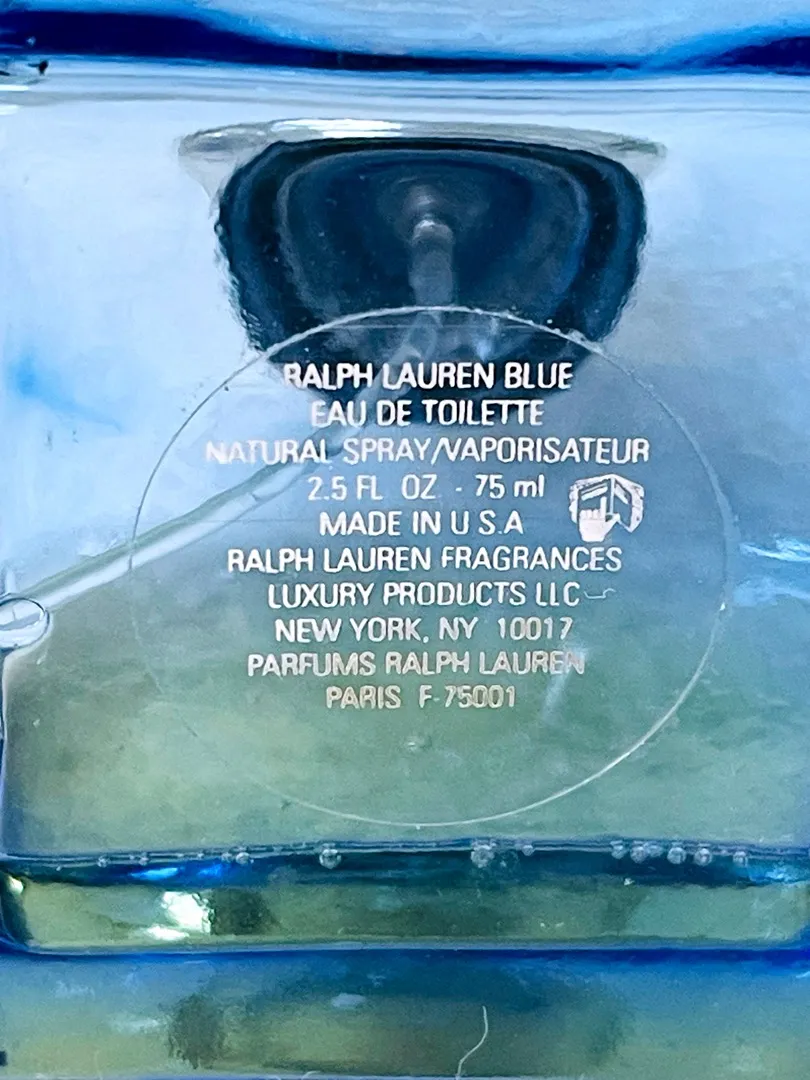 RALPH LAUREN BLUE
EAU DE TOILETTE
NATURAL SPRAY/VAPORISATEUR
2.5 FL OZ - 75 ml
MADE IN U S.A
RALPH LAUREN FRAGRANCES
LUXURY PRODUCTS LLC
NEW YORK, NY 10017
PARFUMS RALPH LAUREN
PARIS F-75001